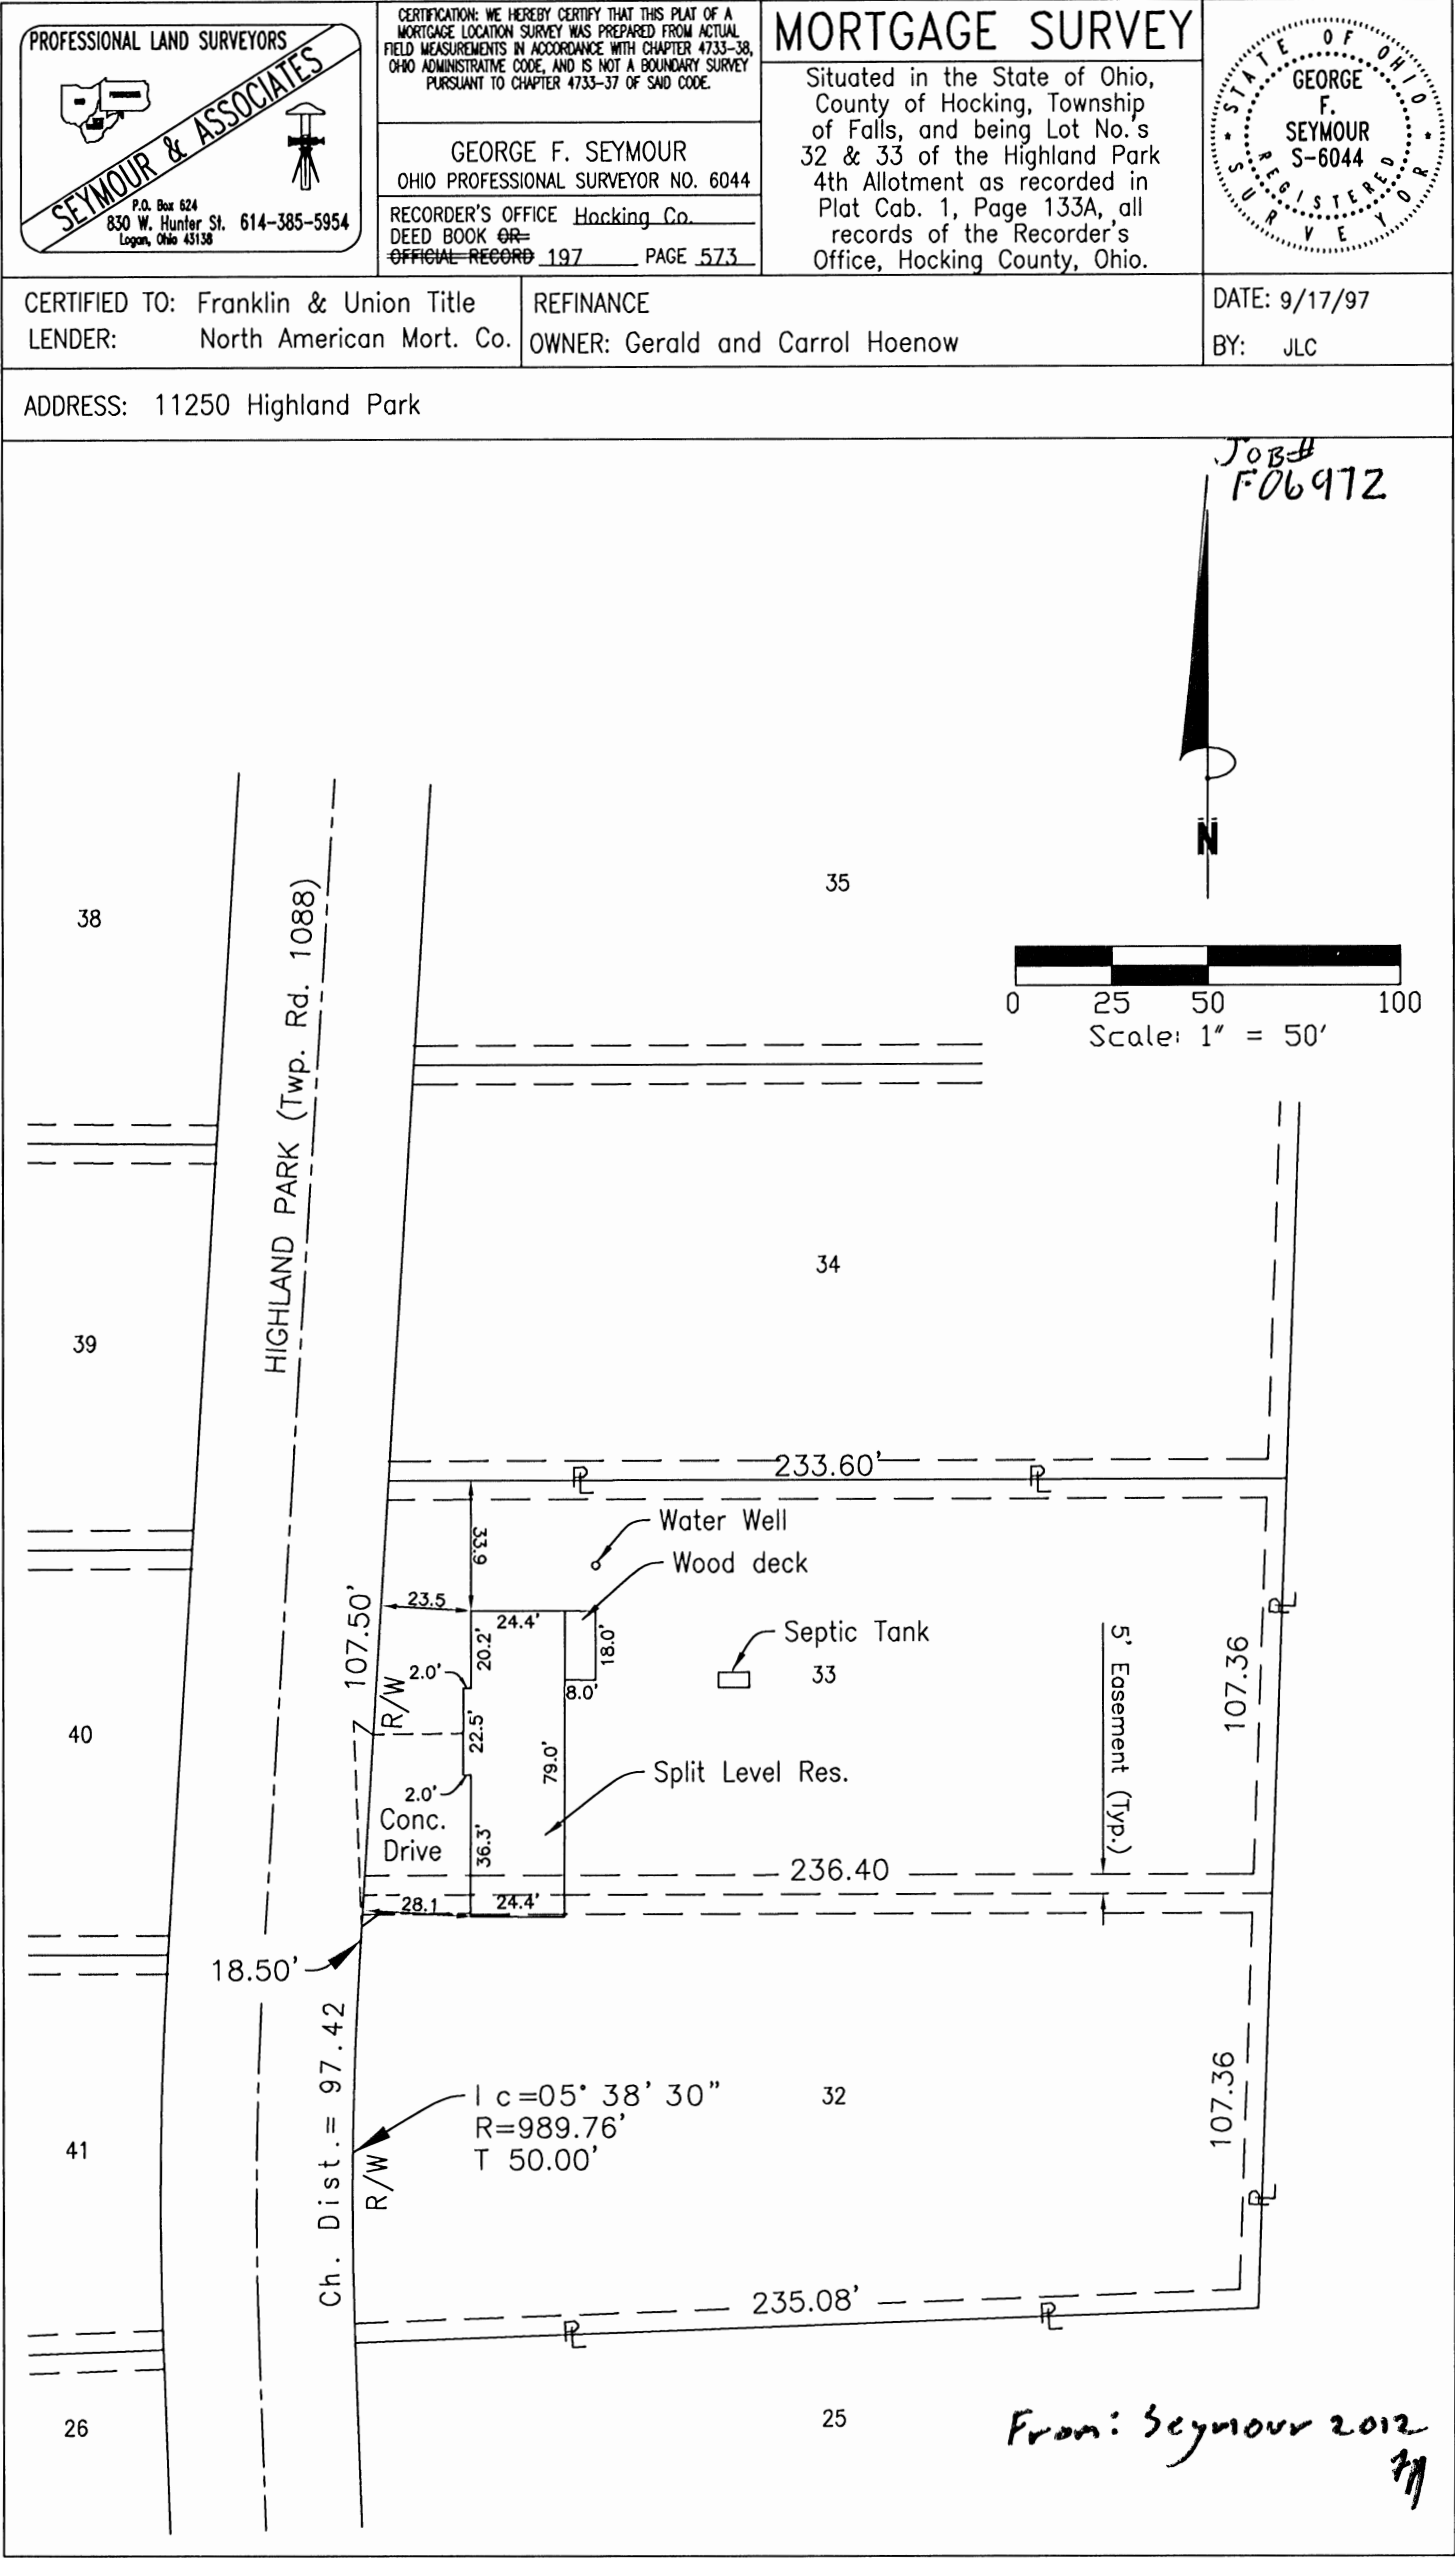 PROFESSIONAL LAND SURVEYORS
SEYMOUR & ASSOCIATES
P.O. Box 624
830 W. Hunter St. 614-385-5954
Logan, Ohio 43138
CERTIFICATION: WE HEREBY CERTIFY THAT THIS PLAT OF A
MORTGAGE LOCATION SURVEY WAS PREPARED FROM ACTUAL
FIELD MEASUREMENTS IN ACCORDANCE WITH CHAPTER 4733-38,
OHIO ADMINISTRATIVE CODE, AND IS NOT A BOUNDARY SURVEY
PURSUANT TO CHAPTER 4733-37 OF SAID CODE.
GEORGE F. SEYMOUR
OHIO PROFESSIONAL SURVEYOR NO. 6044
RECORDER'S OFFICE Hocking Co.
DEED BOOK OR
OFFICIAL RECORD 197 PAGE 573
MORTGAGE SURVEY
Situated in the State of Ohio,
County of Hocking, Township
of Falls, and being Lot No.'s
32 & 33 of the Highland Park
4th Allotment as recorded in
Plat Cab. 1, Page 133A, all
records of the Recorder's
Office, Hocking County, Ohio.
STATE OF OHIO
GEORGE
F.
SEYMOUR
S-6044
REGISTERED
SURVEYOR
CERTIFIED TO: Franklin & Union Title
LENDER: North American Mort. Co.
REFINANCE
OWNER: Gerald and Carrol Hoenow
DATE: 9/17/97
BY: JLC
ADDRESS: 11250 Highland Park
JOB#
F06972
N
35
38
HIGHLAND PARK (Twp. Rd. 1088)
0 25 50 100
Scale: 1" = 50'
34
39
233.60'
PL
PL
33.9
Water Well
Wood deck
23.5
24.4'
107.50'
20.2'
18.0'
Septic Tank
33
PL
5' Easement (Typ.)
107.36
2.0'
8.0'
R/W
22.5'
40
79.0'
Split Level Res.
2.0'
Conc.
Drive
36.3'
236.40
28.1
24.4'
18.50'
Ch. Dist.= 97.42
I c=05° 38' 30"
R=989.76'
T 50.00'
32
107.36
41
R/W
PL
235.08'
PL
PL
26
25
From: Seymour 2012